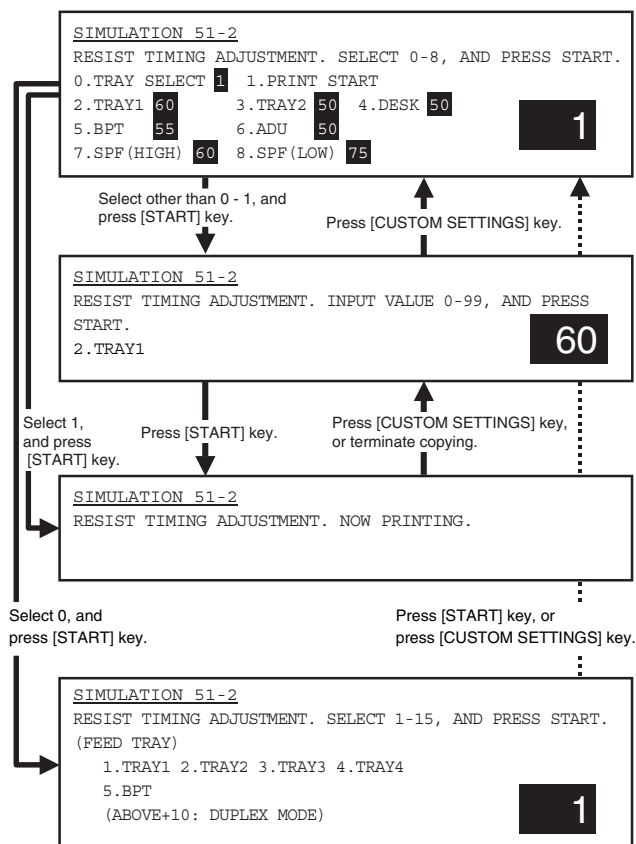 SIMULATION 51-2
RESIST TIMING ADJUSTMENT. SELECT 0-8, AND PRESS START.
0.TRAY SELECT 1 1.PRINT START
2.TRAY1 60 3.TRAY2 50 4.DESK 50
5.BPT 55 6.ADU 50
1
7.SPF(HIGH) 60 8.SPF(LOW) 75
Select other than 0 - 1, and
press [START] key.
Press [CUSTOM SETTINGS] key.
SIMULATION 51-2
RESIST TIMING ADJUSTMENT. INPUT VALUE 0-99, AND PRESS
START.
2.TRAY1
60
Select 1,
and press
[START] key.
Press [START] key.
Press [CUSTOM SETTINGS] key,
or terminate copying.
SIMULATION 51-2
RESIST TIMING ADJUSTMENT. NOW PRINTING.
Select 0, and
press [START] key.
Press [START] key, or
press [CUSTOM SETTINGS] key.
SIMULATION 51-2
RESIST TIMING ADJUSTMENT. SELECT 1-15, AND PRESS START.
(FEED TRAY)
1.TRAY1 2.TRAY2 3.TRAY3 4.TRAY4
5.BPT
(ABOVE+10: DUPLEX MODE)
1